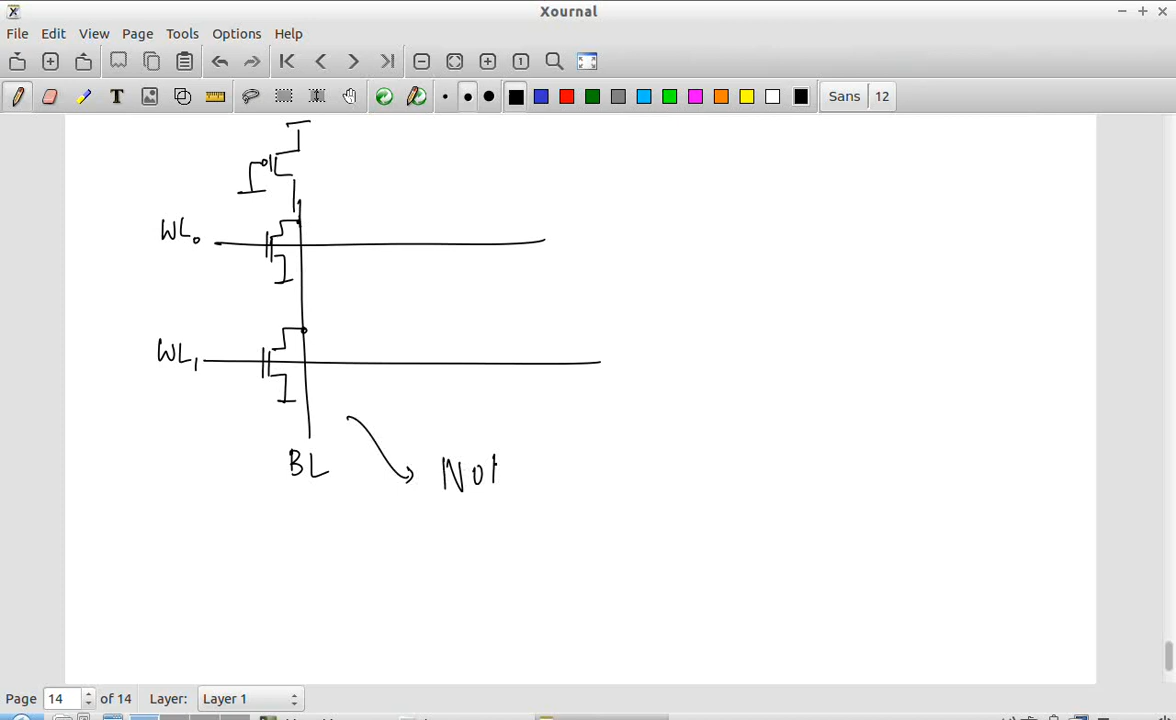 Xournal
File Edit View Page Tools Options Help
Sans 12
WL0
WL1
BL
Page 14 of 14 Layer: Layer 1